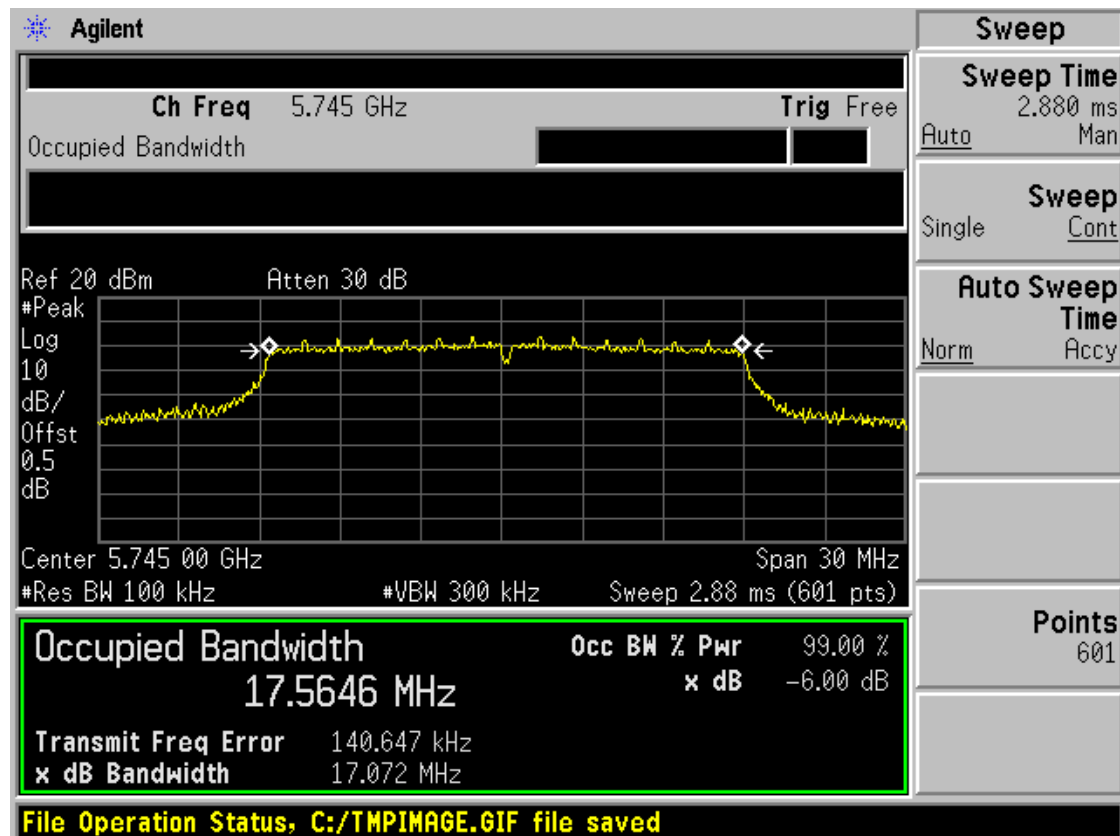 Agilent
Sweep
Ch Freq 5.745 GHz Trig Free
Occupied Bandwidth
Sweep Time
2.880 ms
Auto Man
Sweep
Single Cont
Auto Sweep
Time
Norm Accy
Points
601
Ref 20 dBm Atten 30 dB
#Peak
Log
10
dB/
Offst
0.5
dB
Center 5.745 00 GHz Span 30 MHz
#Res BW 100 kHz #VBW 300 kHz Sweep 2.88 ms (601 pts)
Occupied Bandwidth
17.5646 MHz
Occ BW % Pwr 99.00 %
x dB -6.00 dB
Transmit Freq Error 140.647 kHz
x dB Bandwidth 17.072 MHz
File Operation Status, C:/TMPIMAGE.GIF file saved